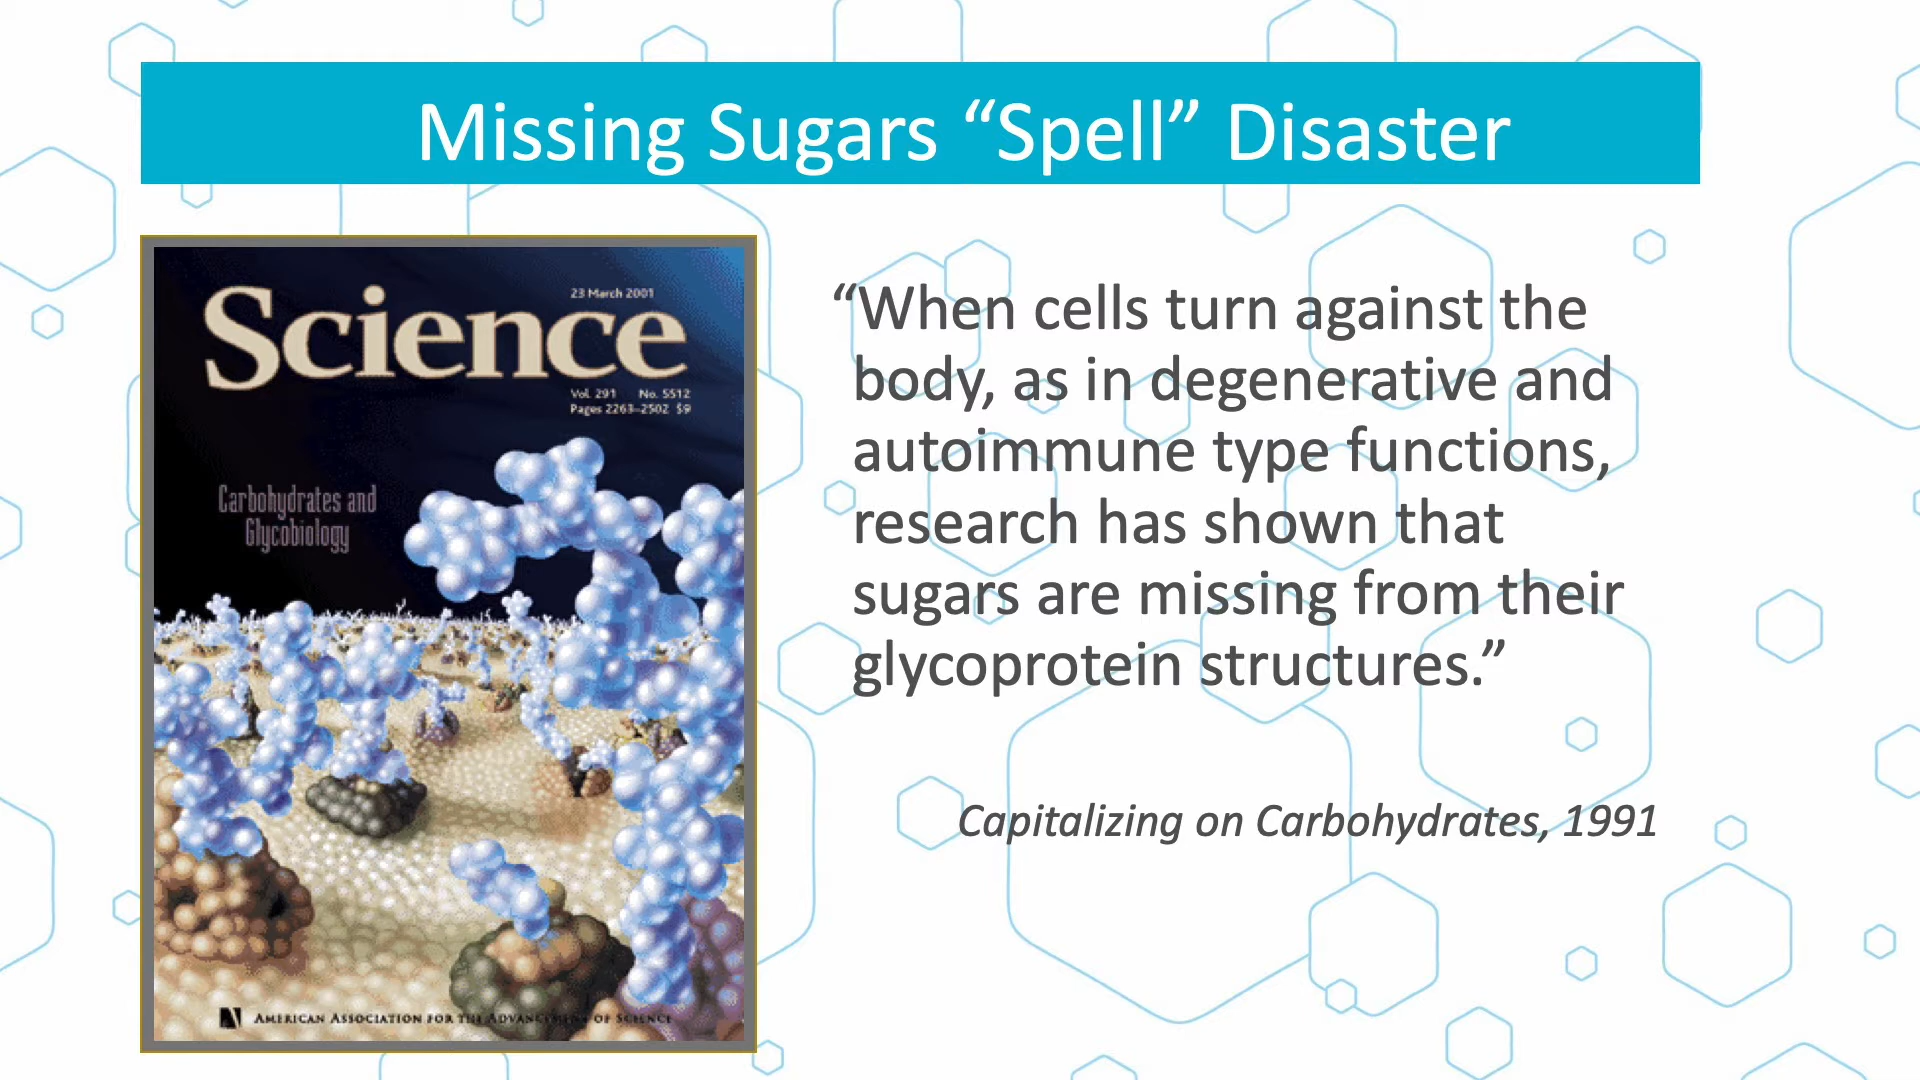 Missing Sugars “Spell” Disaster
Science
23 March 2001
Vol. 291 No. 5512
Pages 2263–2502 $9
Carbohydrates and
Glycobiology
American Association for the Advancement of Science
“When cells turn against the
body, as in degenerative and
autoimmune type functions,
research has shown that
sugars are missing from their
glycoprotein structures.”
Capitalizing on Carbohydrates, 1991